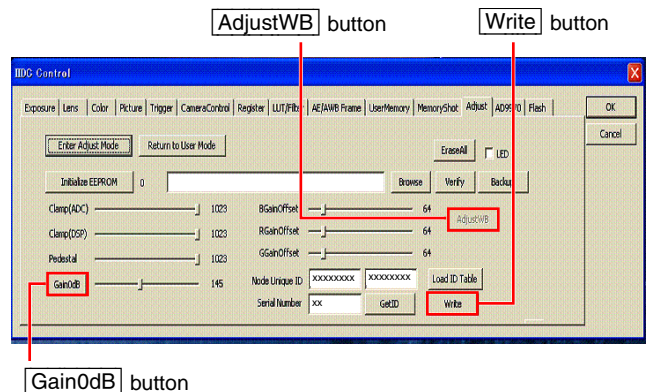 AdjustWB button Write button
IIDC Control
Exposure Lens Color Picture Trigger CameraControl Register LUT/Filter AE/AWB Frame UserMemory MemoryShot Adjust AD9970 Flash OK
Enter Adjust Mode Return to User Mode EraseAll LED Cancel
Initialize EEPROM 0 Browse Verify Backup
Clamp(ADC) 1023 BGainOffset 64
Clamp(DSP) 1023 RGainOffset 64 AdjustWB
Pedestal 1023 GGainOffset 64
Gain0dB 145 Node Unique ID xxxxxxxx xxxxxxxx Load ID Table
Serial Number xx GetID Write
Gain0dB button